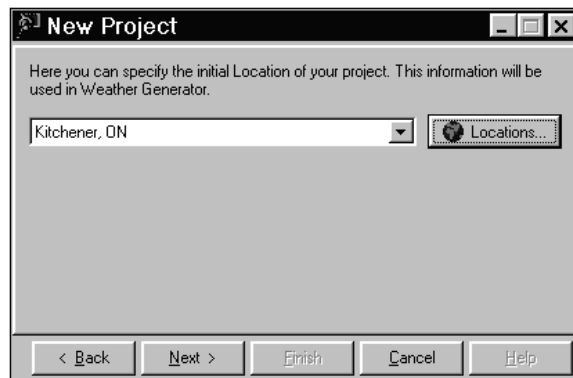 New Project
Here you can specify the initial Location of your project. This information will be
used in Weather Generator.
Kitchener, ON
Locations...
< Back
Next >
Finish
Cancel
Help